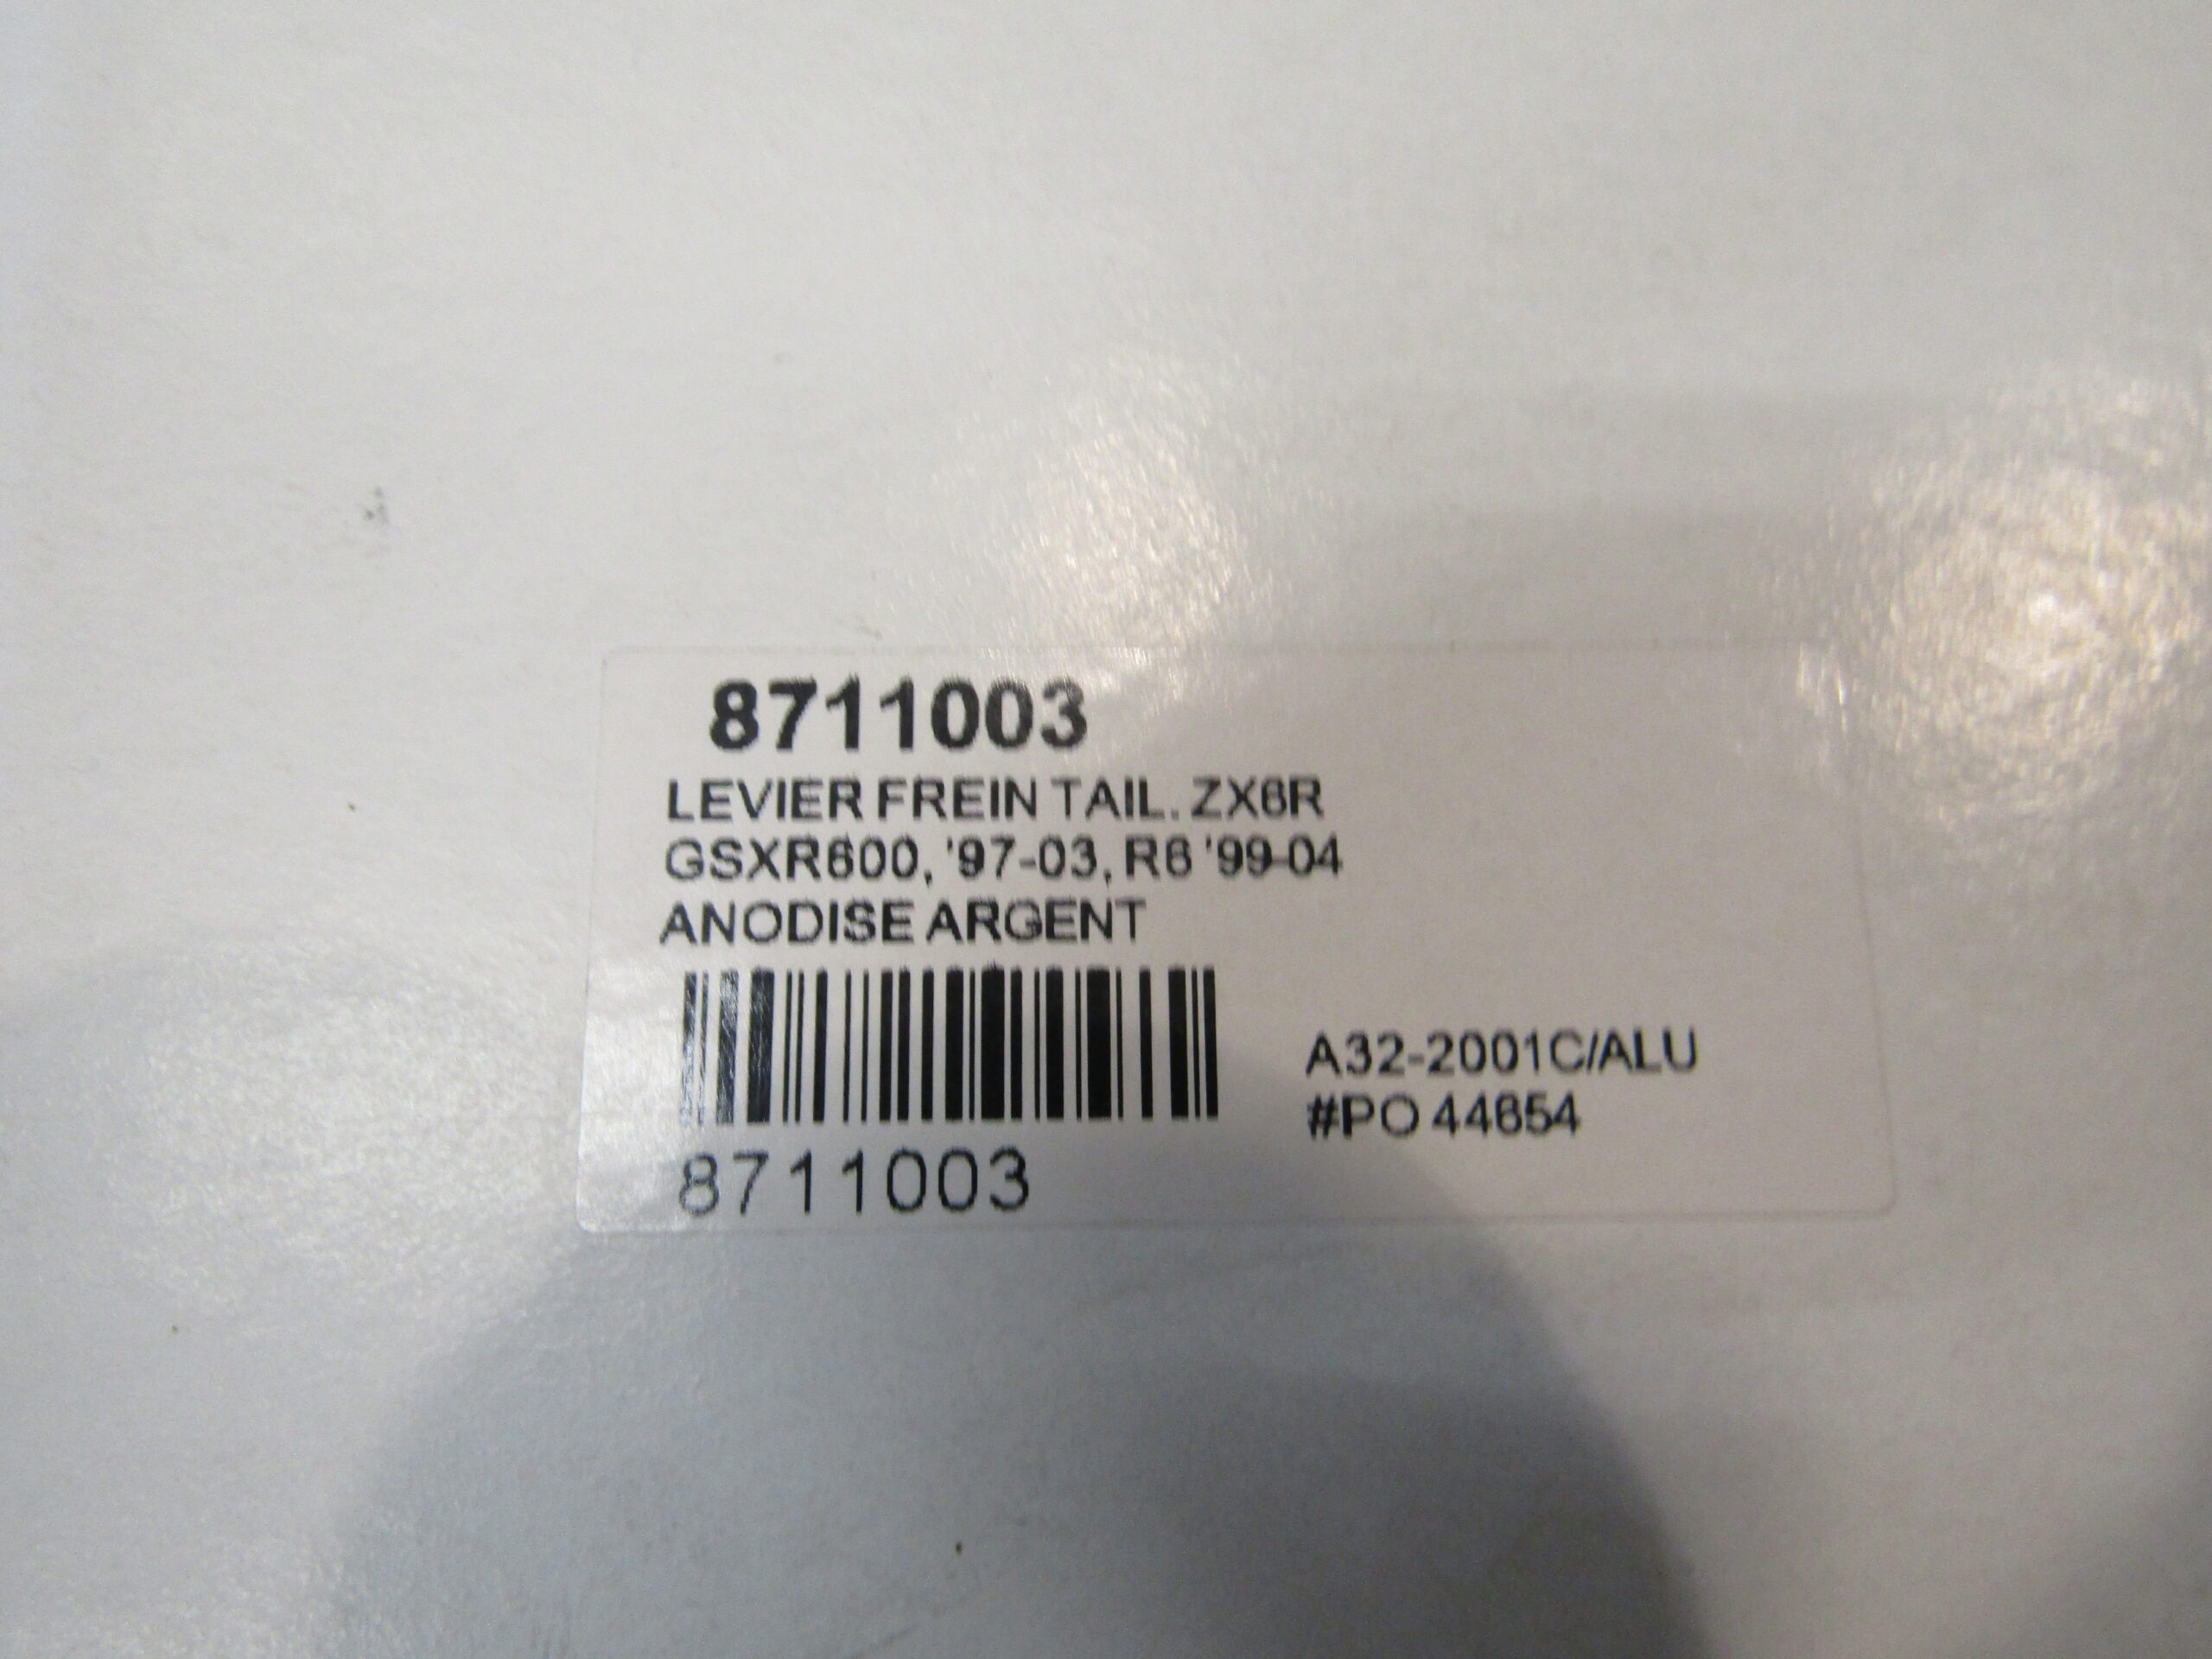 8711003
LEVIER FREIN TAIL. ZX6R
GSXR600, '97-03, R6 '99-04
ANODISE ARGENT
A32-2001C/ALU
#PO 44654
8711003